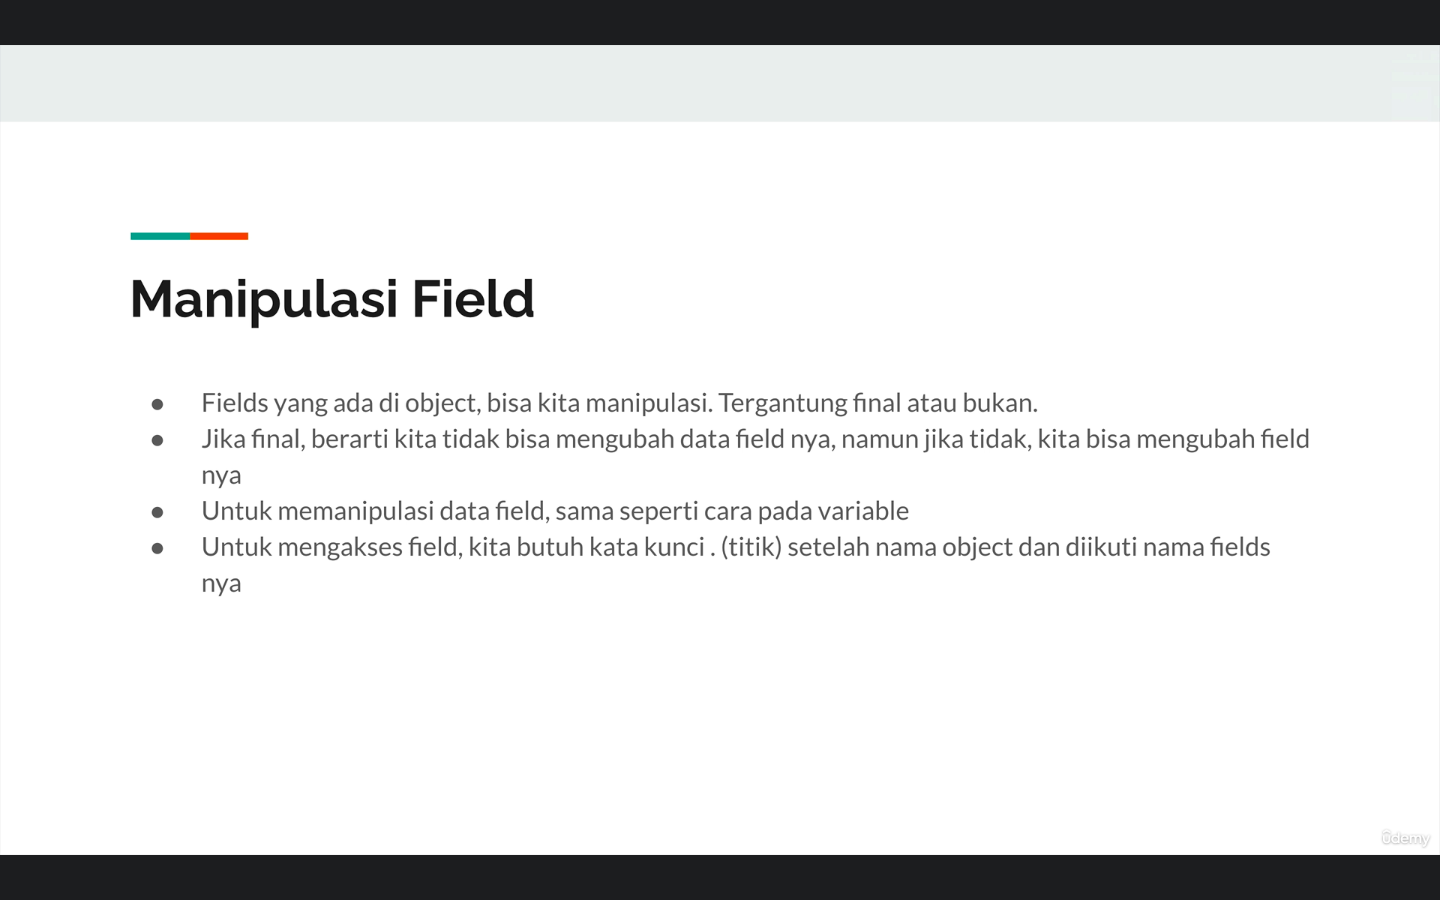 Manipulasi Field
● Fields yang ada di object, bisa kita manipulasi. Tergantung final atau bukan.
● Jika final, berarti kita tidak bisa mengubah data field nya, namun jika tidak, kita bisa mengubah field
nya
● Untuk memanipulasi data field, sama seperti cara pada variable
● Untuk mengakses field, kita butuh kata kunci . (titik) setelah nama object dan diikuti nama fields
nya
ûdemy